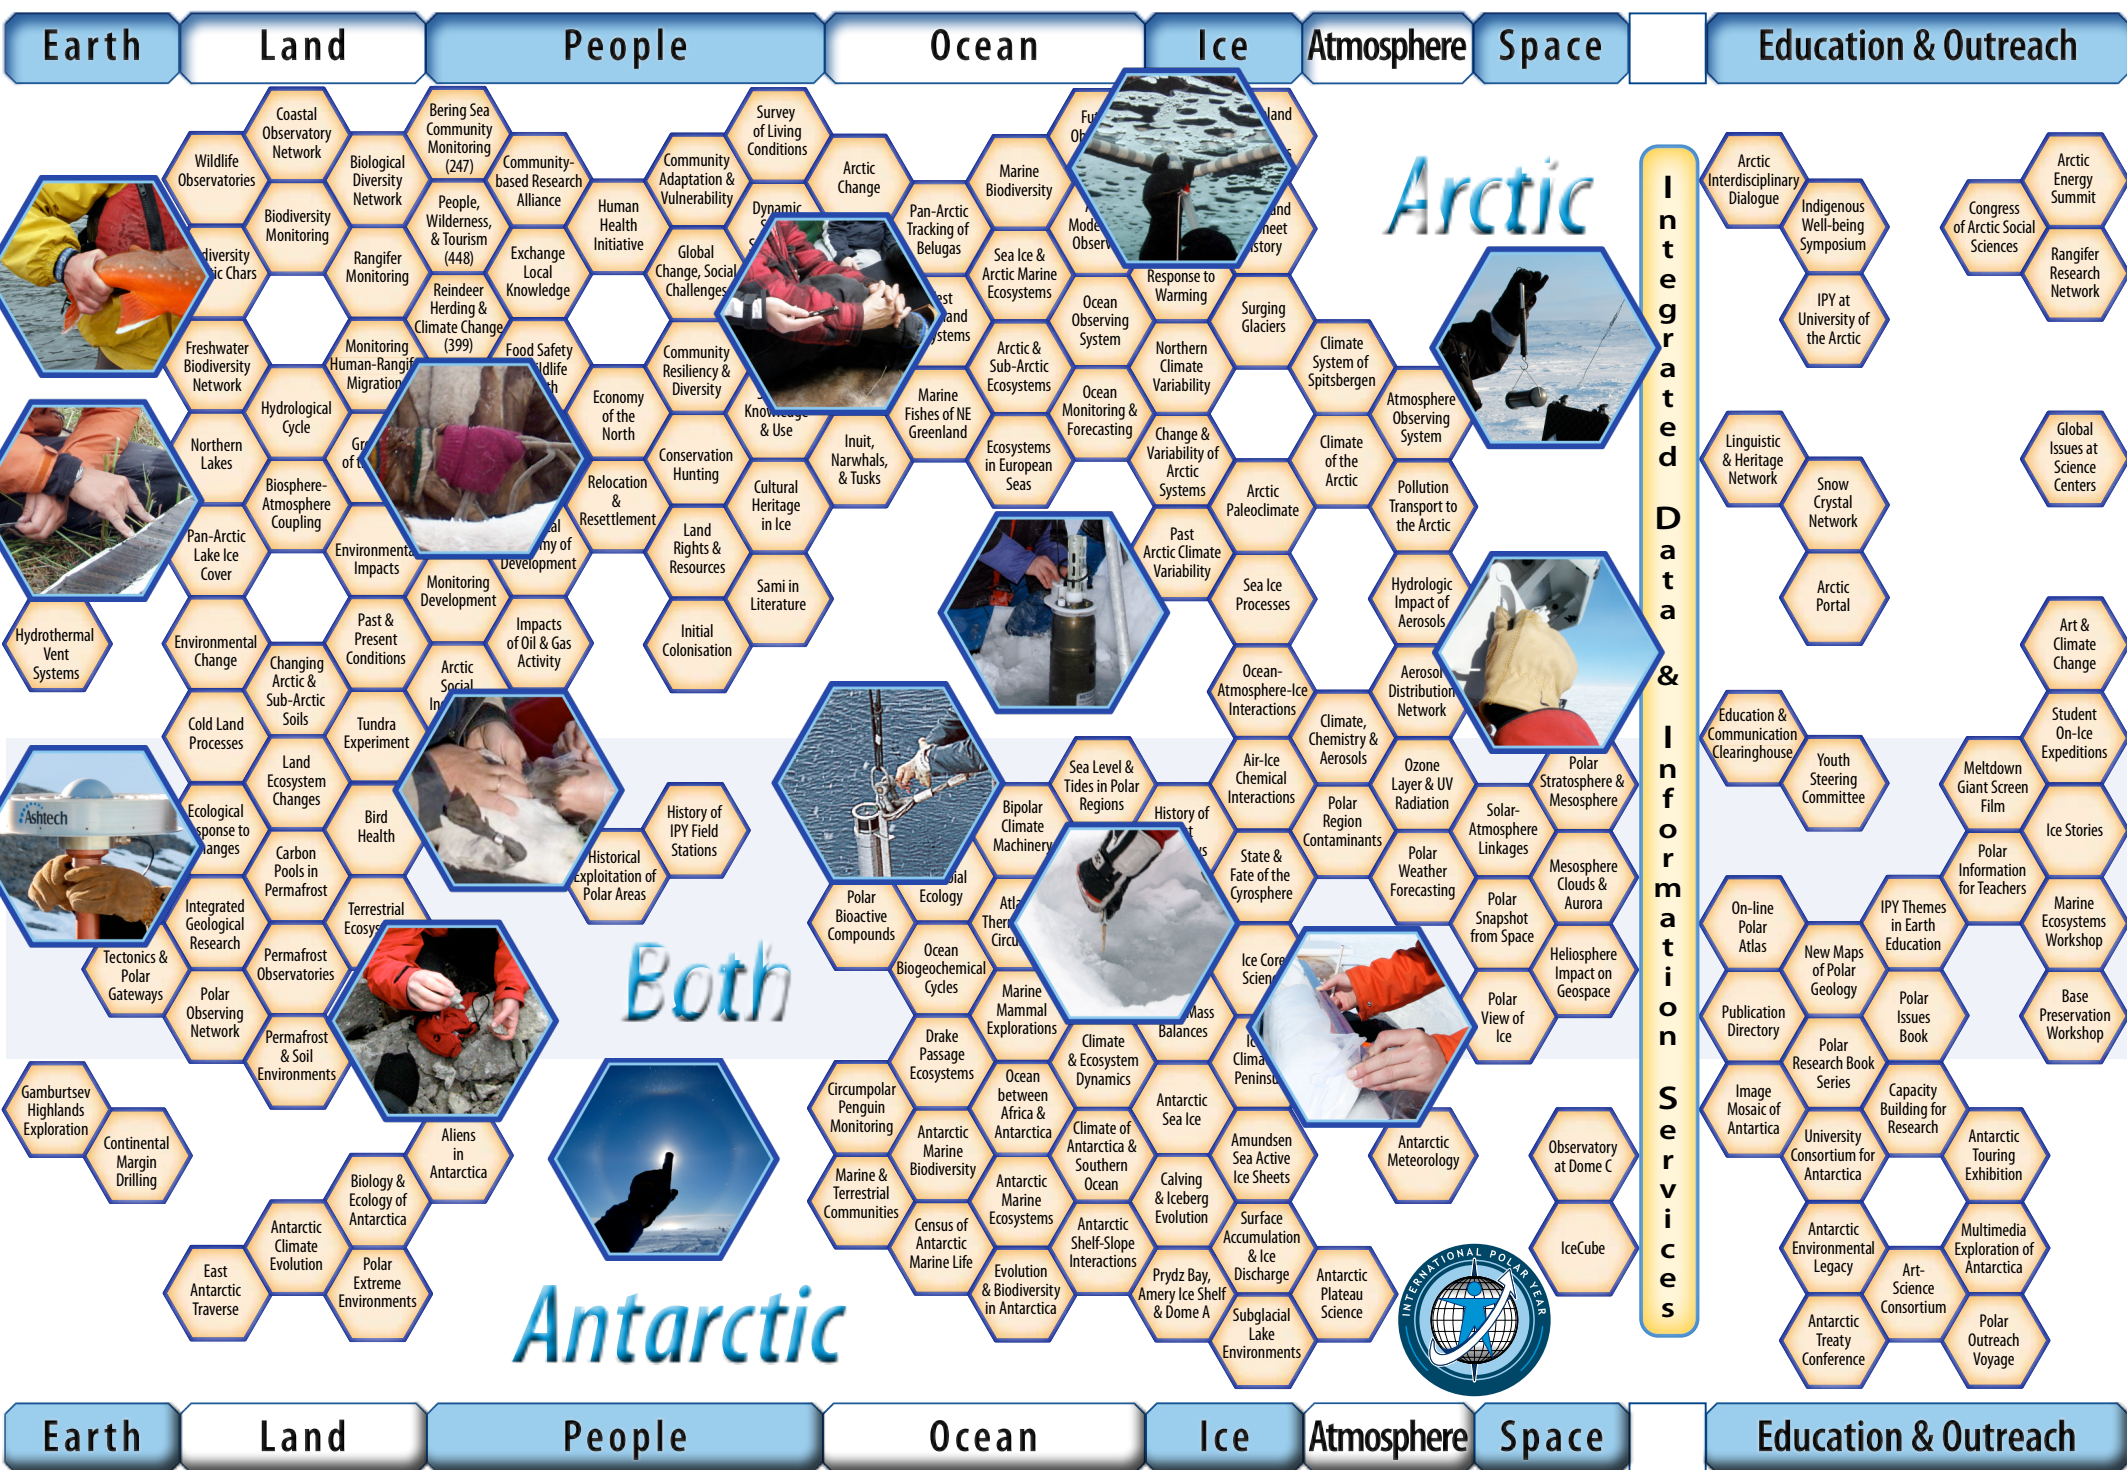 Earth
Land
People
Ocean
Ice
Atmosphere
Space
Education & Outreach
Arctic
Both
Antarctic
Integrated Data & Information Services
Coastal
Observatory
Network
Wildlife
Observatories
Biological
Diversity
Network
Biodiversity
Monitoring
Rangifer
Monitoring
Freshwater
Biodiversity
Network
Monitoring
Hydrological
Cycle
Northern
Lakes
Biosphere-
Atmosphere
Coupling
Pan-Arctic
Lake Ice
Cover
Environmental
Impacts
Hydrothermal
Vent
Systems
Environmental
Change
Changing
Arctic &
Sub-Arctic
Soils
Past &
Present
Conditions
Cold Land
Processes
Tundra
Experiment
Land
Ecosystem
Changes
Ecological
Bird
Health
Carbon
Pools in
Permafrost
Integrated
Geological
Research
Terrestrial
Permafrost
Observatories
Tectonics &
Polar
Gateways
Polar
Observing
Network
Permafrost
& Soil
Environments
Gamburtsev
Highlands
Exploration
Continental
Margin
Drilling
Aliens
in
Antarctica
Biology &
Ecology of
Antarctica
Antarctic
Climate
Evolution
East
Antarctic
Traverse
Polar
Extreme
Environments
Bering Sea
Community
Monitoring
(247)
Community-
based Research
Alliance
People,
Wilderness,
& Tourism
(448)
Human
Health
Initiative
Exchange
Local
Knowledge
Reindeer
Herding &
Climate Change
(399)
Food Safety
Community
Adaptation &
Vulnerability
Survey
of Living
Conditions
Arctic
Change
Dynamic
Global
Change, Social
Challenges
Community
Resiliency &
Diversity
Economy
of the
North
& Use
Conservation
Hunting
Relocation
&
Resettlement
Cultural
Heritage
in Ice
Inuit,
Narwhals,
& Tusks
Land
Rights &
Resources
Development
Monitoring
Development
Sami in
Literature
Impacts
of Oil & Gas
Activity
Initial
Colonisation
Arctic
Social
History of
IPY Field
Stations
Historical
Exploitation of
Polar Areas
Marine
Biodiversity
Pan-Arctic
Tracking of
Belugas
Sea Ice &
Arctic Marine
Ecosystems
Response to
Warming
Surging
Glaciers
Ocean
Observing
System
Arctic &
Sub-Arctic
Ecosystems
Northern
Climate
Variability
Marine
Fishes of NE
Greenland
Ocean
Monitoring &
Forecasting
Ecosystems
in European
Seas
Change &
Variability of
Arctic
Systems
Arctic
Paleoclimate
Past
Arctic Climate
Variability
Sea Ice
Processes
Climate
System of
Spitsbergen
Atmosphere
Observing
System
Climate
of the
Arctic
Pollution
Transport to
the Arctic
Hydrologic
Impact of
Aerosols
Ocean-
Atmosphere-Ice
Interactions
Aerosol
Distribution
Network
Climate,
Chemistry &
Aerosols
Air-Ice
Chemical
Interactions
Ozone
Layer & UV
Radiation
Polar
Stratosphere &
Mesosphere
Sea Level &
Tides in Polar
Regions
Bipolar
Climate
Machinery
History of
Polar
Region
Contaminants
Solar-
Atmosphere
Linkages
State &
Fate of the
Cyrosphere
Polar
Weather
Forecasting
Mesosphere
Clouds &
Aurora
Polar
Bioactive
Compounds
Ecology
Polar
Snapshot
from Space
Ocean
Biogeochemical
Cycles
Ice Core
Heliosphere
Impact on
Geospace
Marine
Mammal
Explorations
Mass
Balances
Polar
View of
Ice
Drake
Passage
Ecosystems
Climate
& Ecosystem
Dynamics
Circumpolar
Penguin
Monitoring
Ocean
between
Africa &
Antarctica
Antarctic
Sea Ice
Antarctic
Marine
Biodiversity
Climate of
Antarctica &
Southern
Ocean
Amundsen
Sea Active
Ice Sheets
Antarctic
Meteorology
Observatory
at Dome C
Marine &
Terrestrial
Communities
Antarctic
Marine
Ecosystems
Calving
& Iceberg
Evolution
Census of
Antarctic
Marine Life
Antarctic
Shelf-Slope
Interactions
Surface
Accumulation
& Ice
Discharge
IceCube
Evolution
& Biodiversity
in Antarctica
Prydz Bay,
Amery Ice Shelf
& Dome A
Antarctic
Plateau
Science
Subglacial
Lake
Environments
INTERNATIONAL POLAR YEAR
Ashtech
Arctic
Interdisciplinary
Dialogue
Arctic
Energy
Summit
Indigenous
Well-being
Symposium
Congress
of Arctic Social
Sciences
Rangifer
Research
Network
IPY at
University of
the Arctic
Linguistic
& Heritage
Network
Global
Issues at
Science
Centers
Snow
Crystal
Network
Arctic
Portal
Art &
Climate
Change
Education &
Communication
Clearinghouse
Student
On-Ice
Expeditions
Youth
Steering
Committee
Meltdown
Giant Screen
Film
Ice Stories
Polar
Information
for Teachers
On-line
Polar
Atlas
IPY Themes
in Earth
Education
Marine
Ecosystems
Workshop
New Maps
of Polar
Geology
Publication
Directory
Polar
Issues
Book
Base
Preservation
Workshop
Polar
Research Book
Series
Image
Mosaic of
Antartica
Capacity
Building for
Research
University
Consortium for
Antarctica
Antarctic
Touring
Exhibition
Antarctic
Environmental
Legacy
Multimedia
Exploration of
Antarctica
Art-
Science
Consortium
Antarctic
Treaty
Conference
Polar
Outreach
Voyage
Earth
Land
People
Ocean
Ice
Atmosphere
Space
Education & Outreach